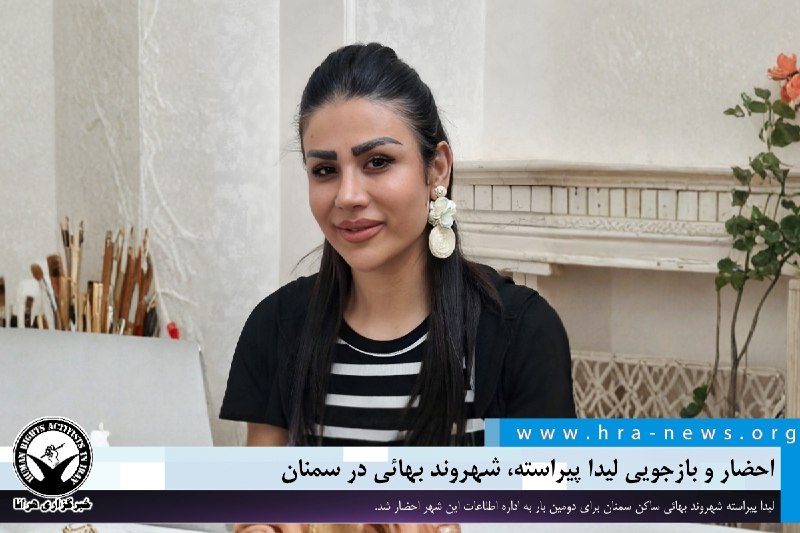 www.hra-news.org
احضار و بازجویی لیدا پیراسته، شهروند بهائی در سمنان
لیدا پیراسته شهروند بهائی ساکن سمنان برای دومین بار به اداره اطلاعات این شهر احضار شد.
HUMAN RIGHTS ACTIVISTS IN IRAN
خبرگزاری هرانا